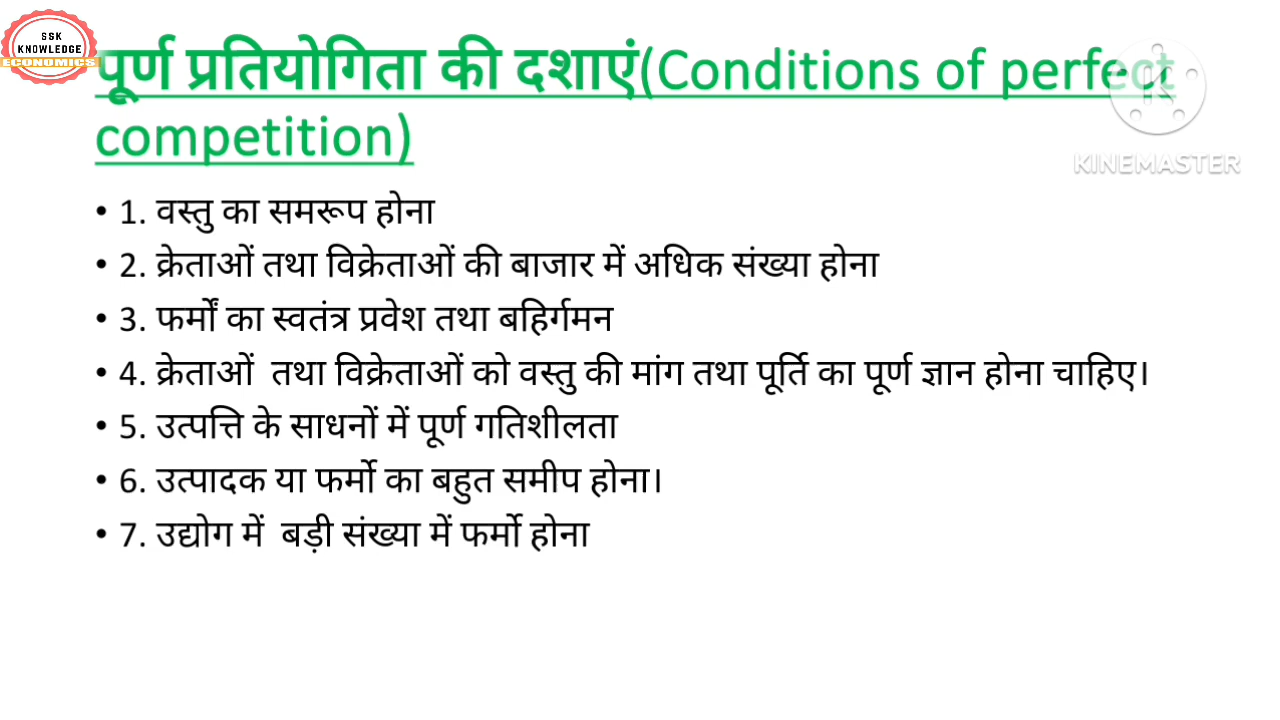 SSK
KNOWLEDGE
ECONOMICS
पूर्ण प्रतियोगिता की दशाएं(Conditions of perfect
competition)
KINEMASTER
• 1. वस्तु का समरूप होना
• 2. क्रेताओं तथा विक्रेताओं की बाजार में अधिक संख्या होना
• 3. फर्मों का स्वतंत्र प्रवेश तथा बहिर्गमन
• 4. क्रेताओं तथा विक्रेताओं को वस्तु की मांग तथा पूर्ति का पूर्ण ज्ञान होना चाहिए।
• 5. उत्पत्ति के साधनों में पूर्ण गतिशीलता
• 6. उत्पादक या फर्मो का बहुत समीप होना।
• 7. उद्योग में बड़ी संख्या में फर्मो होना